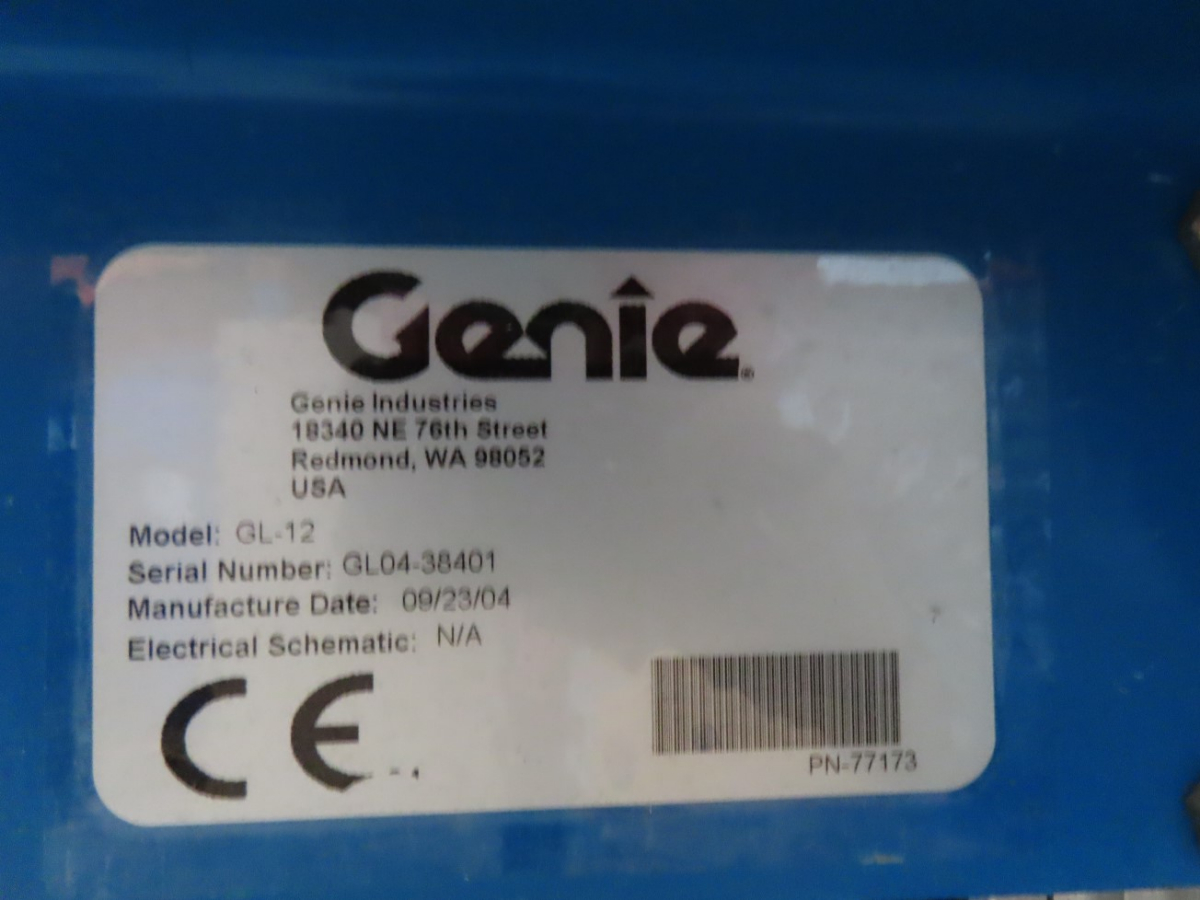 Genie®
Genie Industries
18340 NE 76th Street
Redmond, WA 98052
USA
Model: GL-12
Serial Number: GL04-38401
Manufacture Date: 09/23/04
Electrical Schematic: N/A
CE
PN-77173